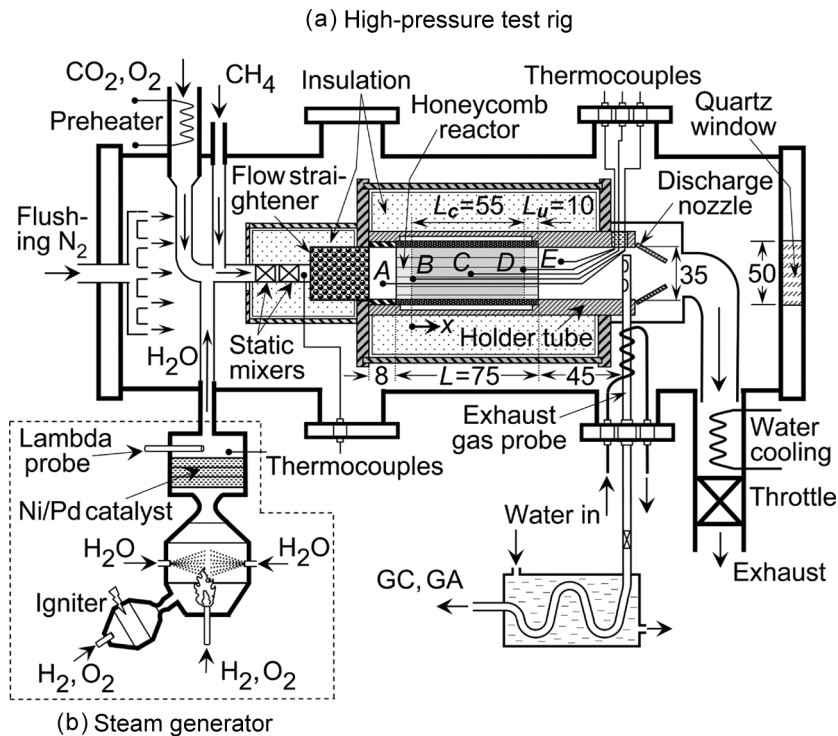 (a) High-pressure test rig
CO2, O2
CH4
Insulation
Thermocouples
Preheater
Honeycomb
reactor
Quartz
window
Flow strai-
ghtener
Lc=55
Lu=10
Discharge
nozzle
Flush-
ing N2
A
B
C
D
E
35
50
x
H2O
Static
mixers
Holder tube
8
L=75
45
Exhaust
gas probe
Lambda
probe
Thermocouples
Water
cooling
Ni/Pd catalyst
Throttle
Water in
H2O
H2O
GC, GA
Exhaust
Igniter
H2, O2
H2, O2
(b) Steam generator